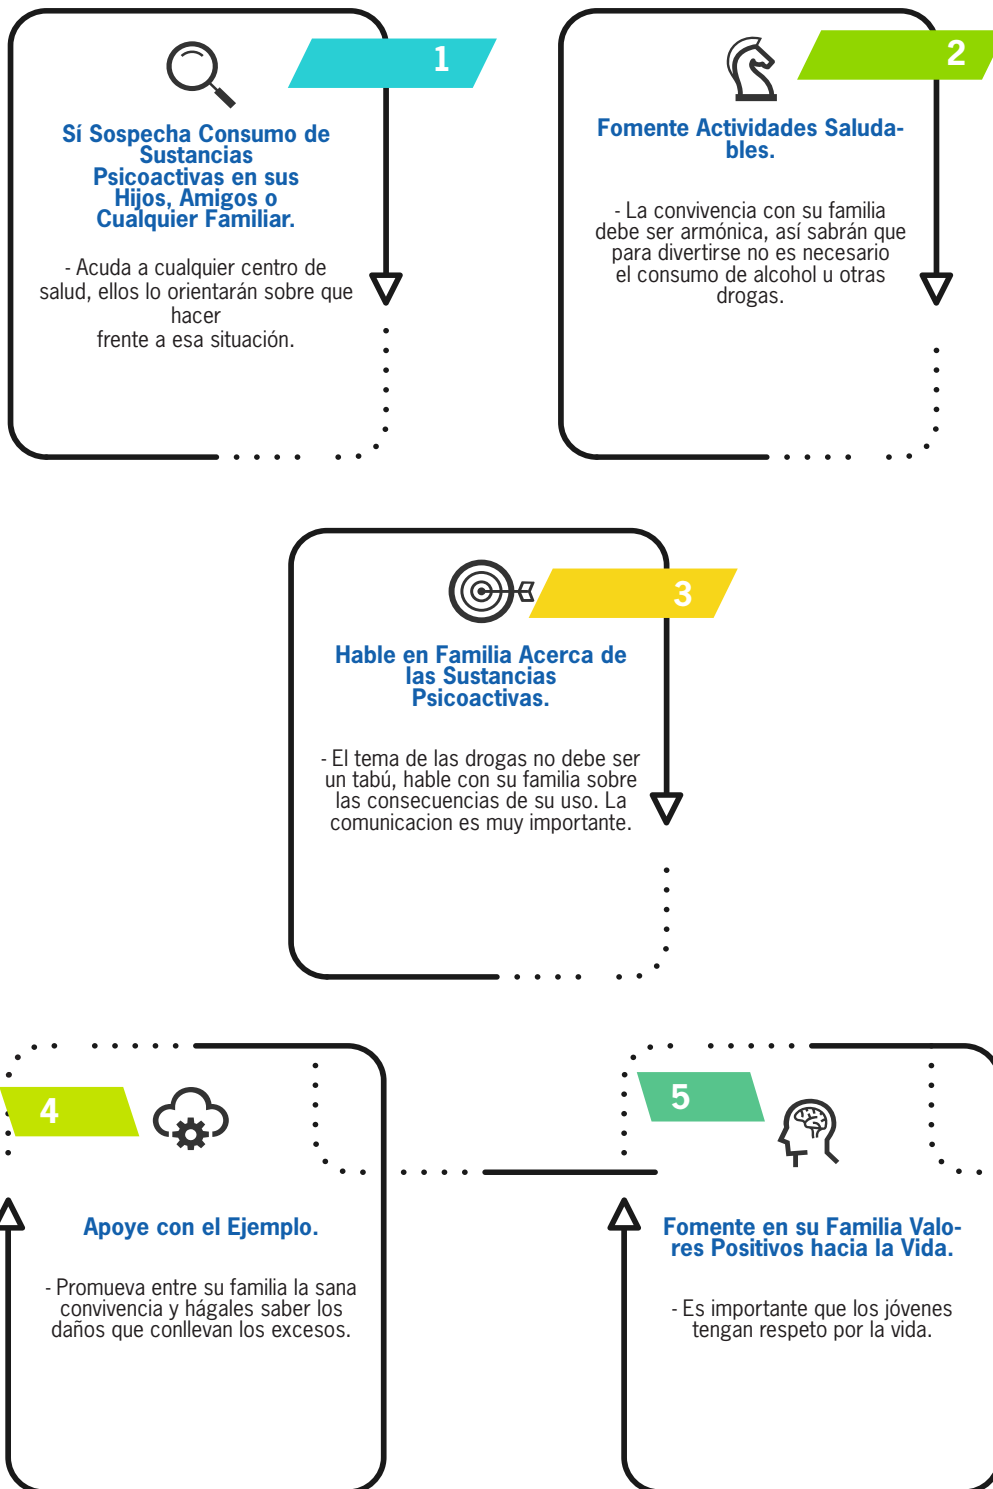 1
Sí Sospecha Consumo de
Sustancias
Psicoactivas en sus
Hijos, Amigos o
Cualquier Familiar.
- Acuda a cualquier centro de
salud, ellos lo orientarán sobre que
hacer
frente a esa situación.
2
Fomente Actividades Saluda-
bles.
- La convivencia con su familia
debe ser armónica, así sabrán que
para divertirse no es necesario
el consumo de alcohol u otras
drogas.
3
Hable en Familia Acerca de
las Sustancias
Psicoactivas.
- El tema de las drogas no debe ser
un tabú, hable con su familia sobre
las consecuencias de su uso. La
comunicacion es muy importante.
4
Apoye con el Ejemplo.
- Promueva entre su familia la sana
convivencia y hágales saber los
daños que conllevan los excesos.
5
Fomente en su Familia Valo-
res Positivos hacia la Vida.
- Es importante que los jóvenes
tengan respeto por la vida.